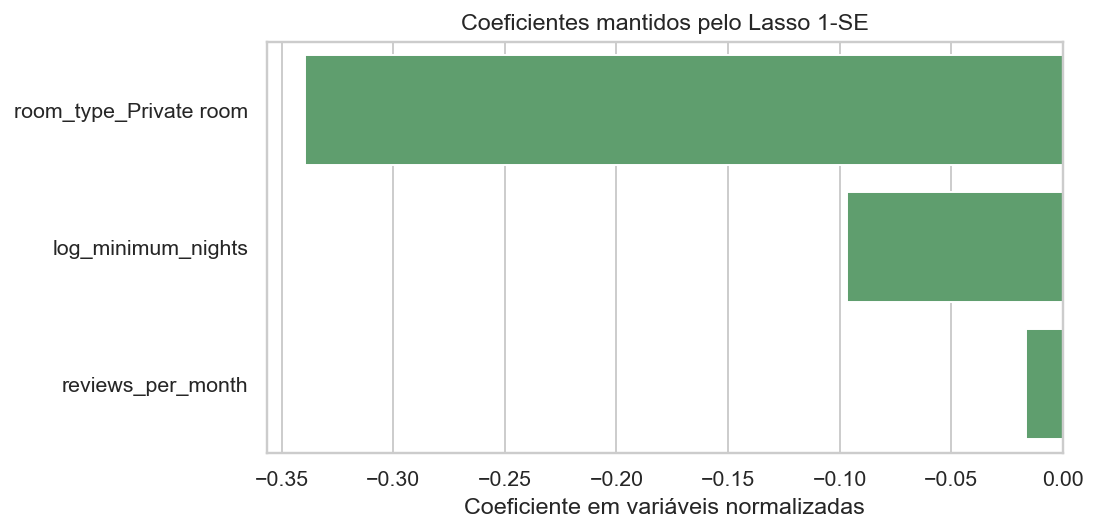 Coeficientes mantidos pelo Lasso 1-SE
room_type_Private room
log_minimum_nights
reviews_per_month
−0.35 −0.30 −0.25 −0.20 −0.15 −0.10 −0.05 0.00
Coeficiente em variáveis normalizadas